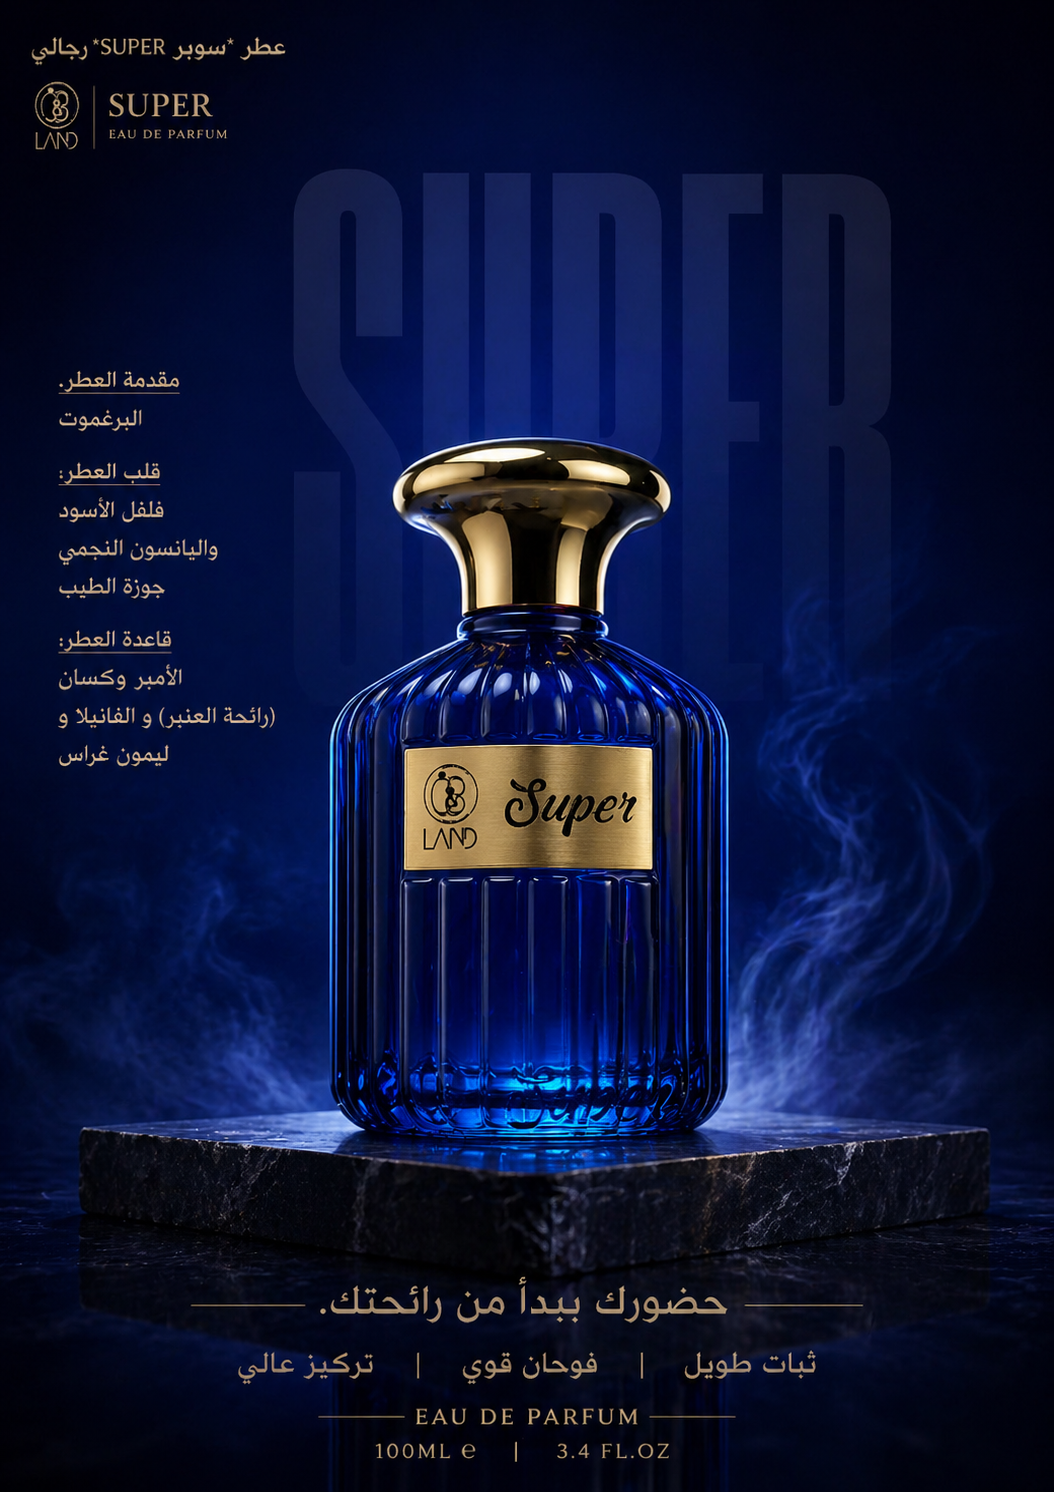 عطر *سوبر SUPER* رجالي
LAND
SUPER
EAU DE PARFUM
SUPER
مقدمة العطر.
البرغموت
قلب العطر:
فلفل الأسود
واليانسون النجمي
جوزة الطيب
قاعدة العطر:
الأمبر وكسان
(رائحة العنبر) و الفانيلا و
ليمون غراس
LAND
Super
حضورك يبدأ من رائحتك.
ثبات طويل | فوحان قوي | تركيز عالي
EAU DE PARFUM
100ML ℮ | 3.4 FL.OZ